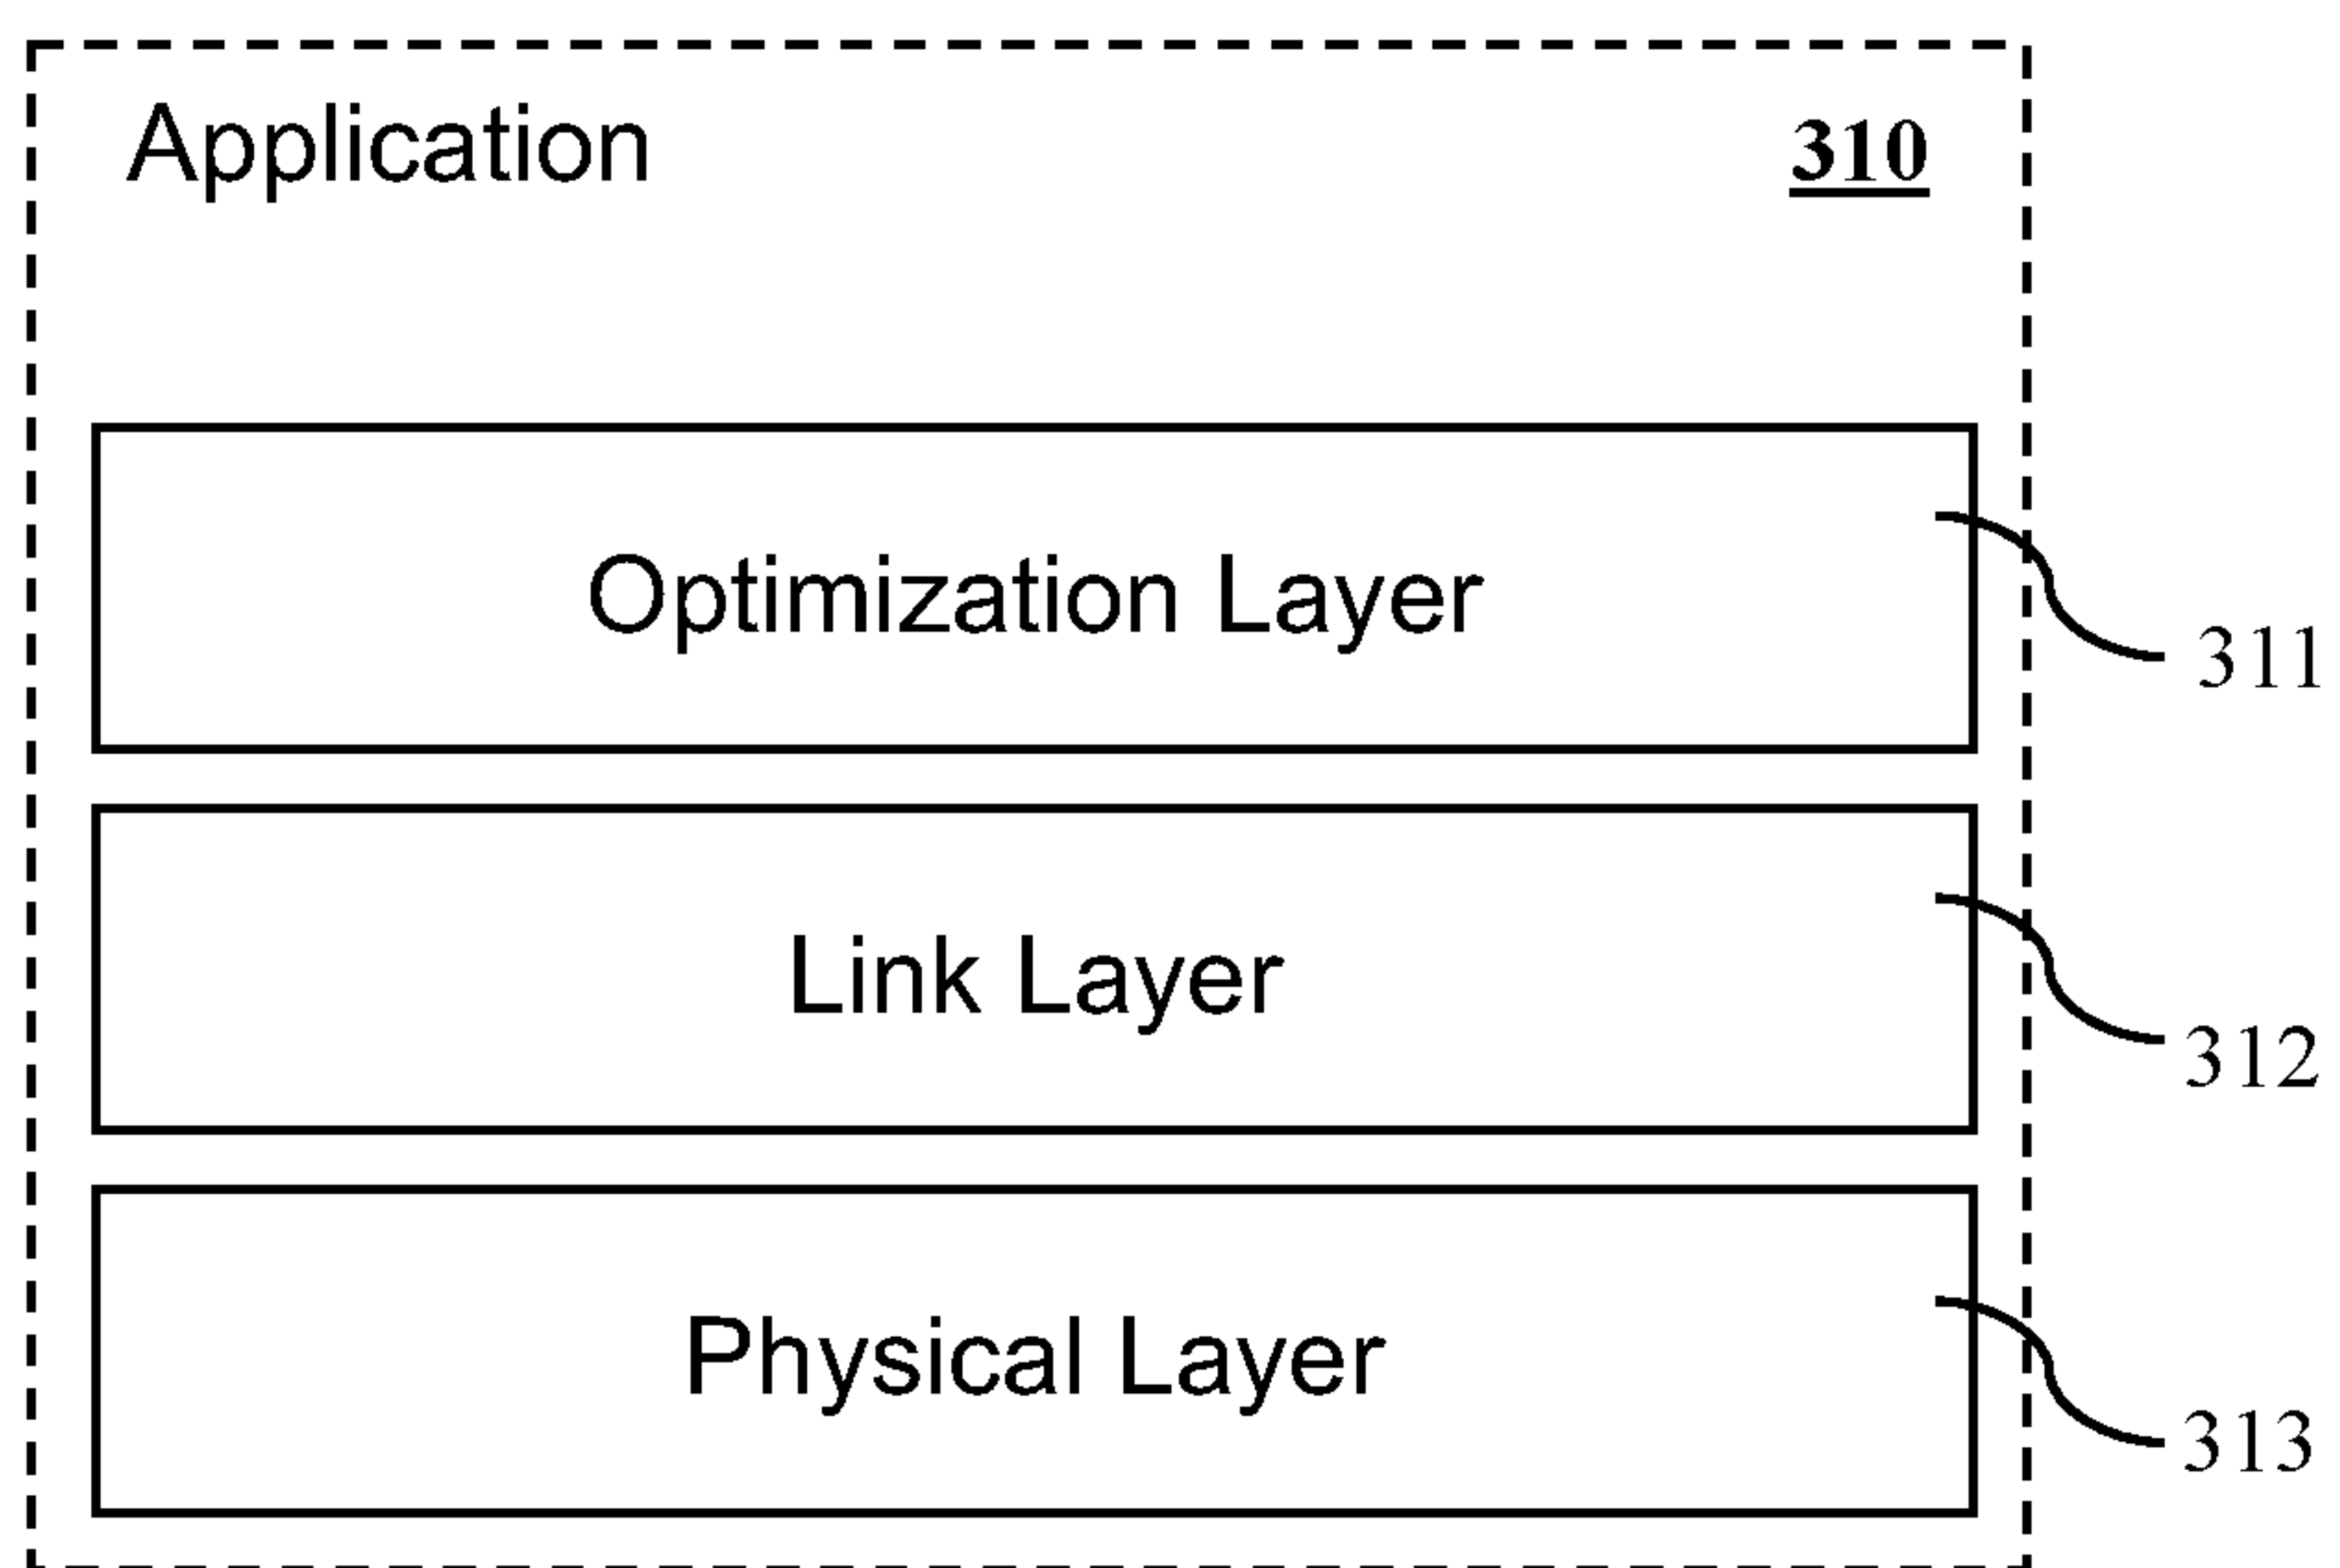 Application 310
Optimization Layer
311
Link Layer
312
Physical Layer
313